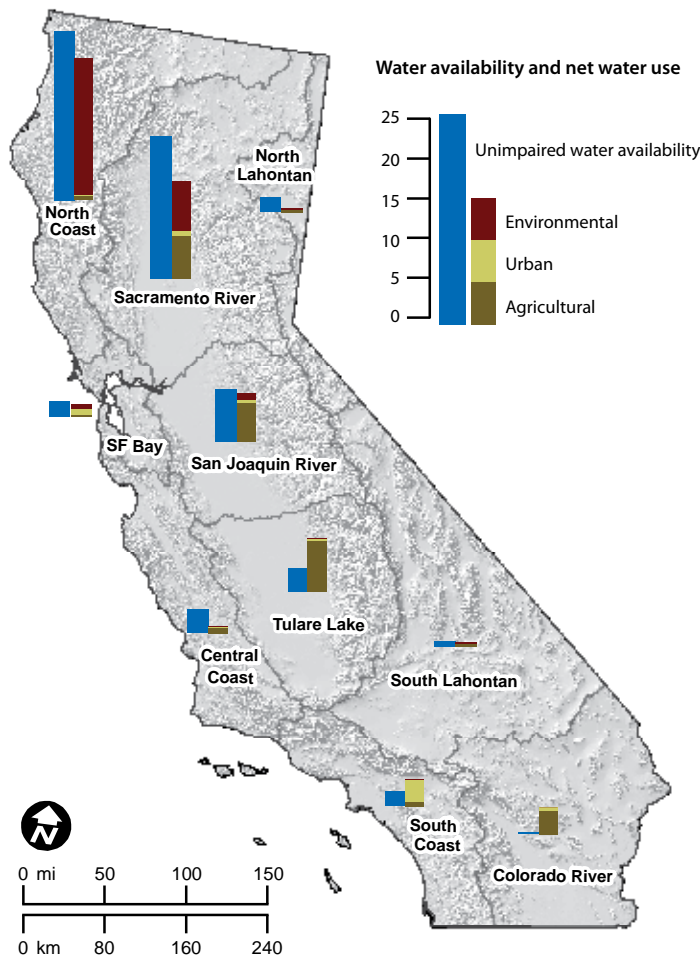 Water availability and net water use
25
20
15
10
5
0
Unimpaired water availability
Environmental
Urban
Agricultural
North
Coast
Sacramento River
North
Lahontan
SF Bay
San Joaquin River
Tulare Lake
Central
Coast
South Lahontan
South
Coast
Colorado River
N
0 mi 50 100 150
0 km 80 160 240